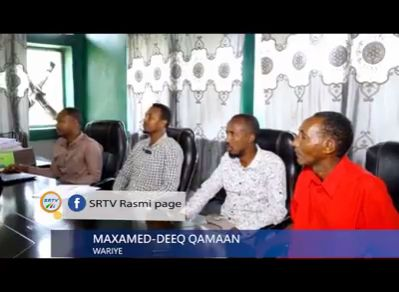 SRTV
SRTV Rasmi page
MAXAMED-DEEQ QAMAAN
WARIYE